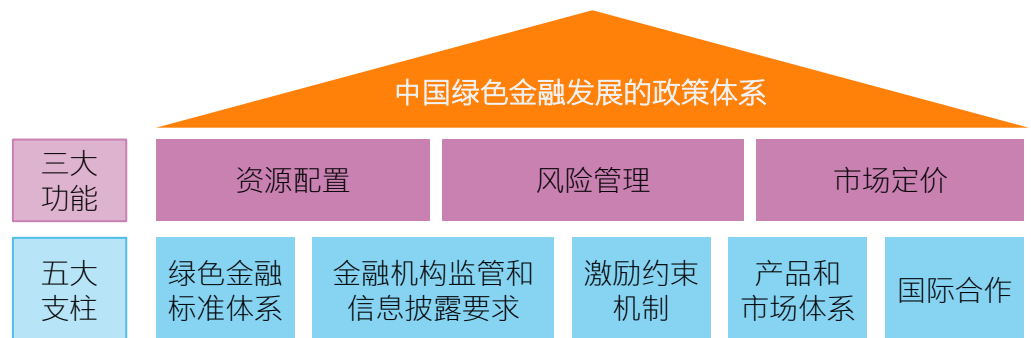 中国绿色金融发展的政策体系
三大
功能
资源配置
风险管理
市场定价
五大
支柱
绿色金融
标准体系
金融机构监管和
信息披露要求
激励约束
机制
产品和
市场体系
国际合作